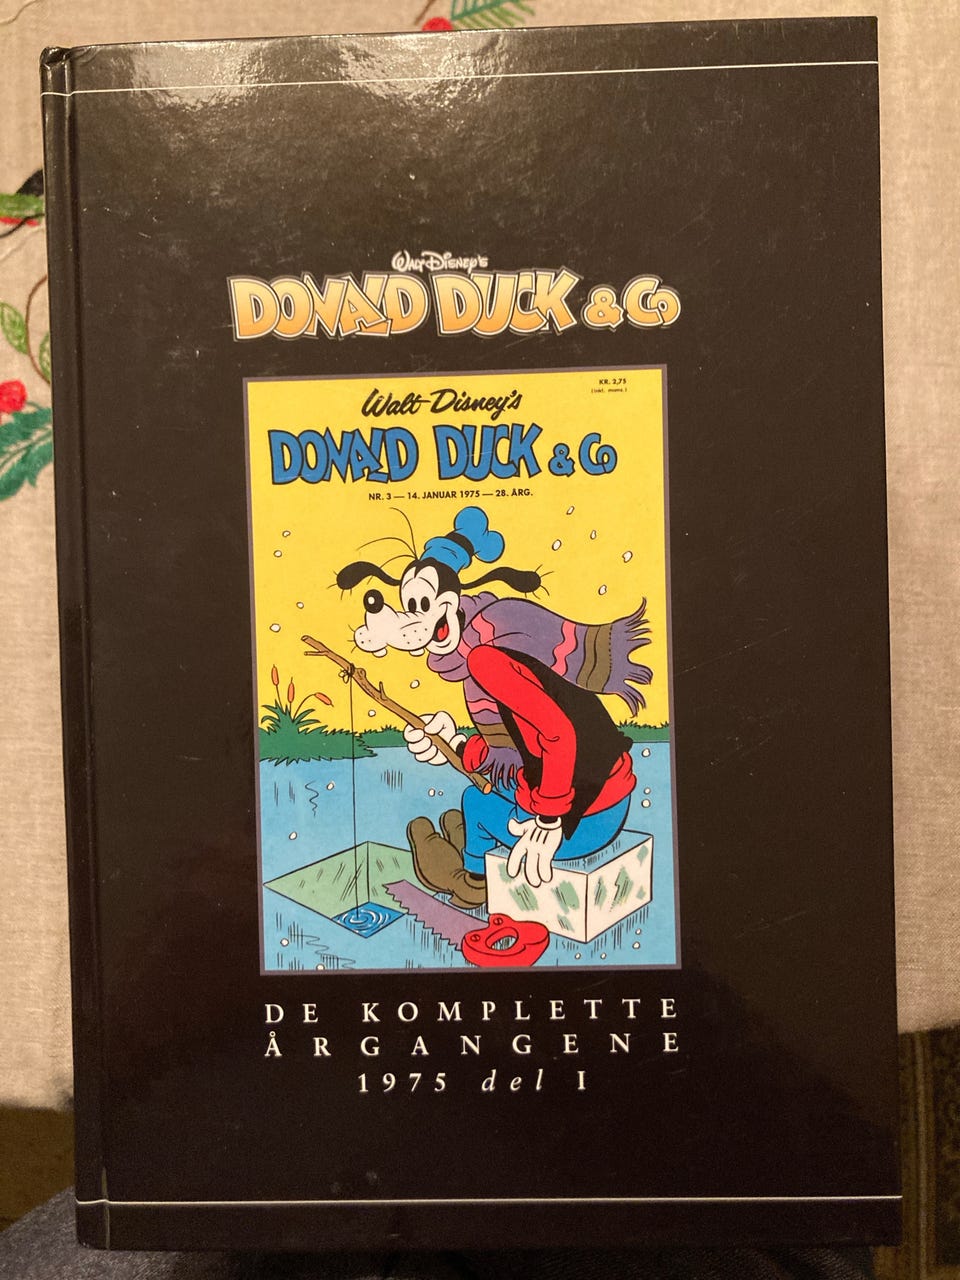 Walt Disney's
DONALD DUCK & Co
KR. 2,75
(inkl. moms.)
Walt Disney's
DONALD DUCK & Co
NR. 3 — 14. JANUAR 1975 — 28. ÅRG.
DE KOMPLETTE
ÅRGANGENE
1975 del I